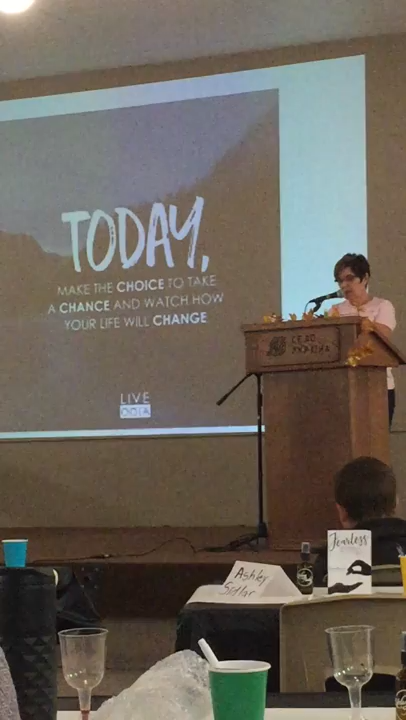 TODAY,
MAKE THE CHOICE TO TAKE
A CHANCE AND WATCH HOW
YOUR LIFE WILL CHANGE
LIVE
Fearless
Ashley